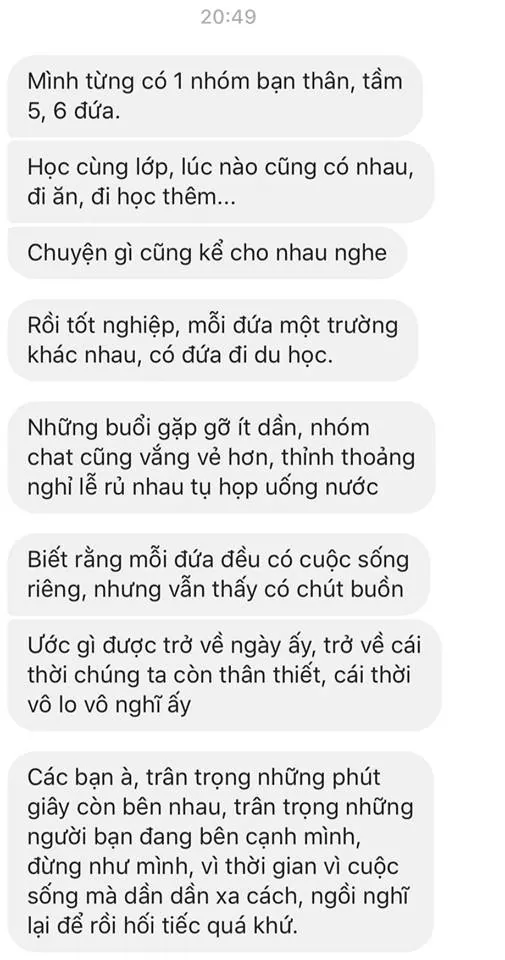 20:49
Mình từng có 1 nhóm bạn thân, tầm
5, 6 đứa.
Học cùng lớp, lúc nào cũng có nhau,
đi ăn, đi học thêm...
Chuyện gì cũng kể cho nhau nghe
Rồi tốt nghiệp, mỗi đứa một trường
khác nhau, có đứa đi du học.
Những buổi gặp gỡ ít dần, nhóm
chat cũng vắng vẻ hơn, thỉnh thoảng
nghỉ lễ rủ nhau tụ họp uống nước
Biết rằng mỗi đứa đều có cuộc sống
riêng, nhưng vẫn thấy có chút buồn
Ước gì được trở về ngày ấy, trở về cái
thời chúng ta còn thân thiết, cái thời
vô lo vô nghĩ ấy
Các bạn à, trân trọng những phút
giây còn bên nhau, trân trọng những
người bạn đang bên cạnh mình,
đừng như mình, vì thời gian vì cuộc
sống mà dần dần xa cách, ngồi nghĩ
lại để rồi hối tiếc quá khứ.